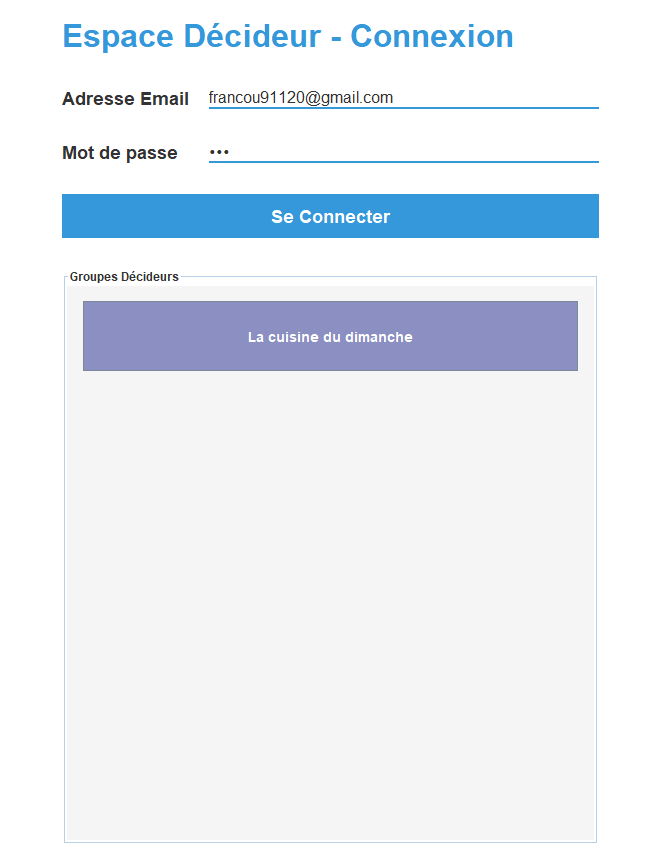 Espace Décideur - Connexion
Adresse Email francou91120@gmail.com
Mot de passe •••
Se Connecter
Groupes Décideurs
La cuisine du dimanche